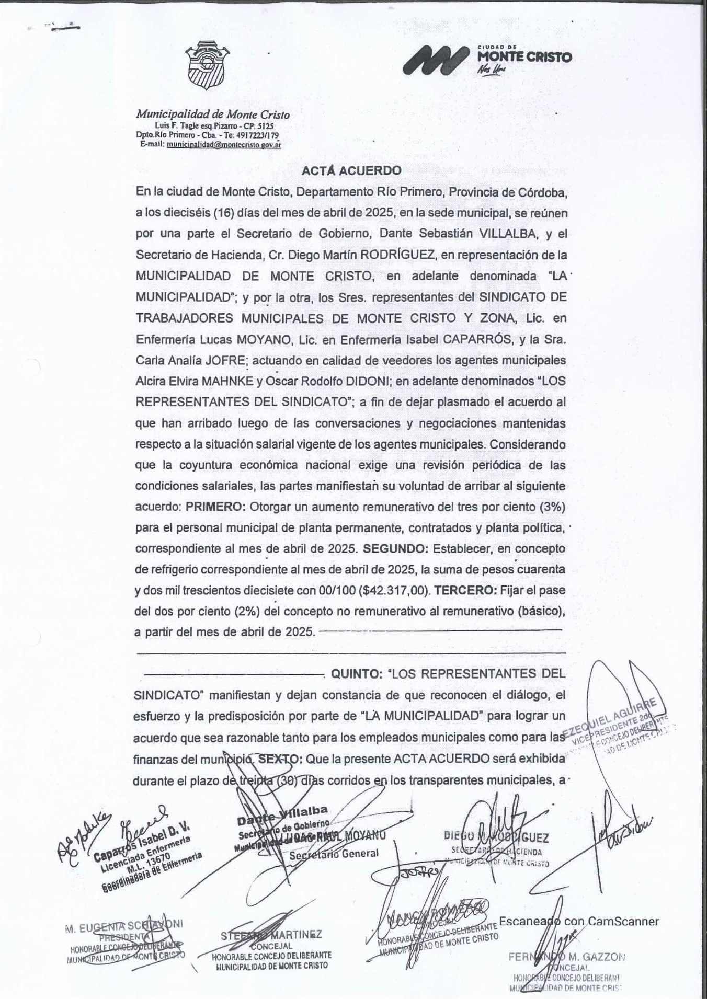 MONTE CRISTO
CIUDAD DE
MONTE CRISTO
Nos Une
Municipalidad de Monte Cristo
Luis F. Tagle esq.Pizarro - CP: 5125
Dpto.Río Primero - Cba. - Te: 4917223/179
E-mail: municipalidad@montecristo.gov.ar
ACTA ACUERDO
En la ciudad de Monte Cristo, Departamento Río Primero, Provincia de Córdoba,
a los dieciséis (16) días del mes de abril de 2025, en la sede municipal, se reúnen
por una parte el Secretario de Gobierno, Dante Sebastián VILLALBA, y el
Secretario de Hacienda, Cr. Diego Martín RODRÍGUEZ, en representación de la
MUNICIPALIDAD DE MONTE CRISTO, en adelante denominada "LA
MUNICIPALIDAD"; y por la otra, los Sres. representantes del SINDICATO DE
TRABAJADORES MUNICIPALES DE MONTE CRISTO Y ZONA, Lic. en
Enfermería Lucas MOYANO, Lic. en Enfermería Isabel CAPARRÓS, y la Sra.
Carla Analía JOFRE; actuando en calidad de veedores los agentes municipales
Alcira Elvira MAHNKE y Oscar Rodolfo DIDONI; en adelante denominados "LOS
REPRESENTANTES DEL SINDICATO"; a fin de dejar plasmado el acuerdo al
que han arribado luego de las conversaciones y negociaciones mantenidas
respecto a la situación salarial vigente de los agentes municipales. Considerando
que la coyuntura económica nacional exige una revisión periódica de las
condiciones salariales, las partes manifiestan su voluntad de arribar al siguiente
acuerdo: PRIMERO: Otorgar un aumento remunerativo del tres por ciento (3%)
para el personal municipal de planta permanente, contratados y planta política,
correspondiente al mes de abril de 2025. SEGUNDO: Establecer, en concepto
de refrigerio correspondiente al mes de abril de 2025, la suma de pesos cuarenta
y dos mil trescientos diecisiete con 00/100 ($42.317,00). TERCERO: Fijar el pase
del dos por ciento (2%) del concepto no remunerativo al remunerativo (básico),
a partir del mes de abril de 2025.
QUINTO: "LOS REPRESENTANTES DEL
SINDICATO" manifiestan y dejan constancia de que reconocen el diálogo, el
esfuerzo y la predisposición por parte de "LA MUNICIPALIDAD" para lograr un
acuerdo que sea razonable tanto para los empleados municipales como para las
finanzas del municipio. SEXTO: Que la presente ACTA ACUERDO será exhibida
durante el plazo de treinta (30) días corridos en los transparentes municipales, a
EZEQUIEL AGUIRRE
VICEPRESIDENTE 2do
CONCEJO DELIBERANTE
AD DE MONTE CRISTO
Caparrós Isabel D. V.
Licenciada Enfermeria
M.L. 13670
Coordinadora de Enfermeria
Dante Villalba
Secretario de Gobierno
LUCAS RAUL MOYANO
Secretario General
DIEGO M. RODRIGUEZ
SECRETARIO DE HACIENDA
MUNICIPALIDAD DE MONTE CRISTO
Jofre
M. EUGENIA SCHIAVONI
PRESIDENTA
HONORABLE CONCEJO DELIBERANTE
MUNICIPALIDAD DE MONTE CRISTO
STEFANO MARTINEZ
CONCEJAL
HONORABLE CONCEJO DELIBERANTE
MUNICIPALIDAD DE MONTE CRISTO
NANCY ROMERO
CONCEJAL
HONORABLE CONCEJO DELIBERANTE
MUNICIPALIDAD DE MONTE CRISTO
Escaneado con CamScanner
FERNANDO M. GAZZON
CONCEJAL
HONORABLE CONCEJO DELIBERANT
MUNICIPALIDAD DE MONTE CRIS